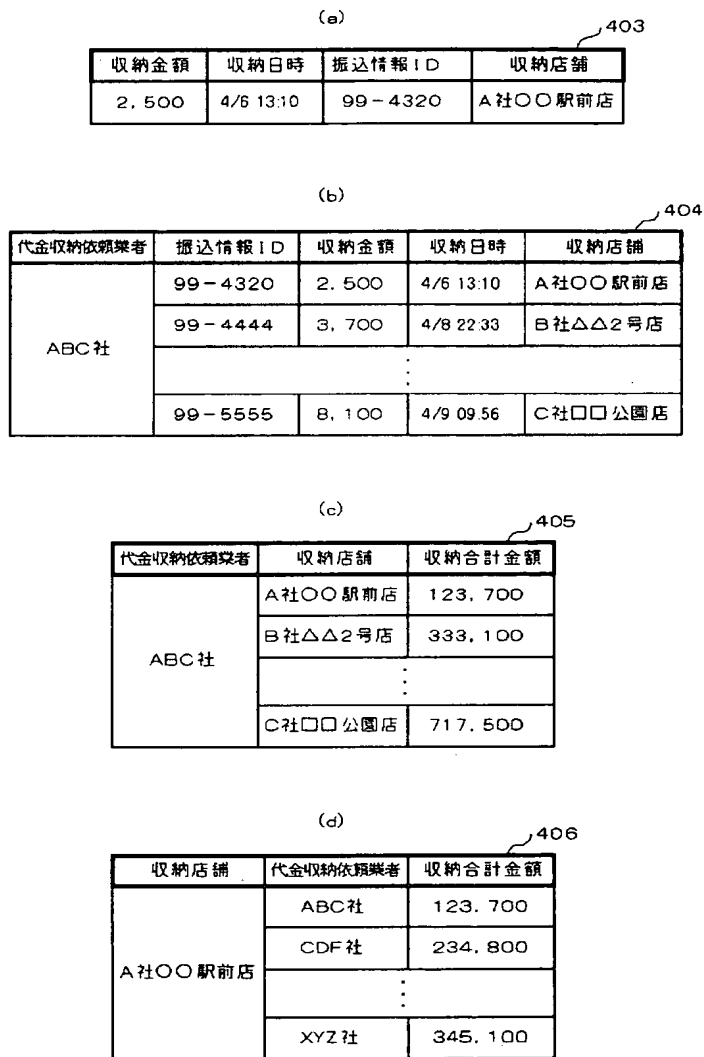 (a)
403
収納金額 収納日時 振込情報ID 収納店舗
2,500 4/6 13:10 99-4320 A社○○駅前店
(b)
404
代金収納依頼業者 振込情報ID 収納金額 収納日時 収納店舗
99-4320 2,500 4/6 13:10 A社○○駅前店
99-4444 3,700 4/8 22:33 B社△△2号店
ABC社
⋮
99-5555 8,100 4/9 09:56 C社□□公園店
(c)
405
代金収納依頼業者 収納店舗 収納合計金額
A社○○駅前店 123,700
B社△△2号店 333,100
ABC社
⋮
C社□□公園店 717,500
(d)
406
収納店舗 代金収納依頼業者 収納合計金額
ABC社 123,700
CDF社 234,800
A社○○駅前店
⋮
XYZ社 345,100